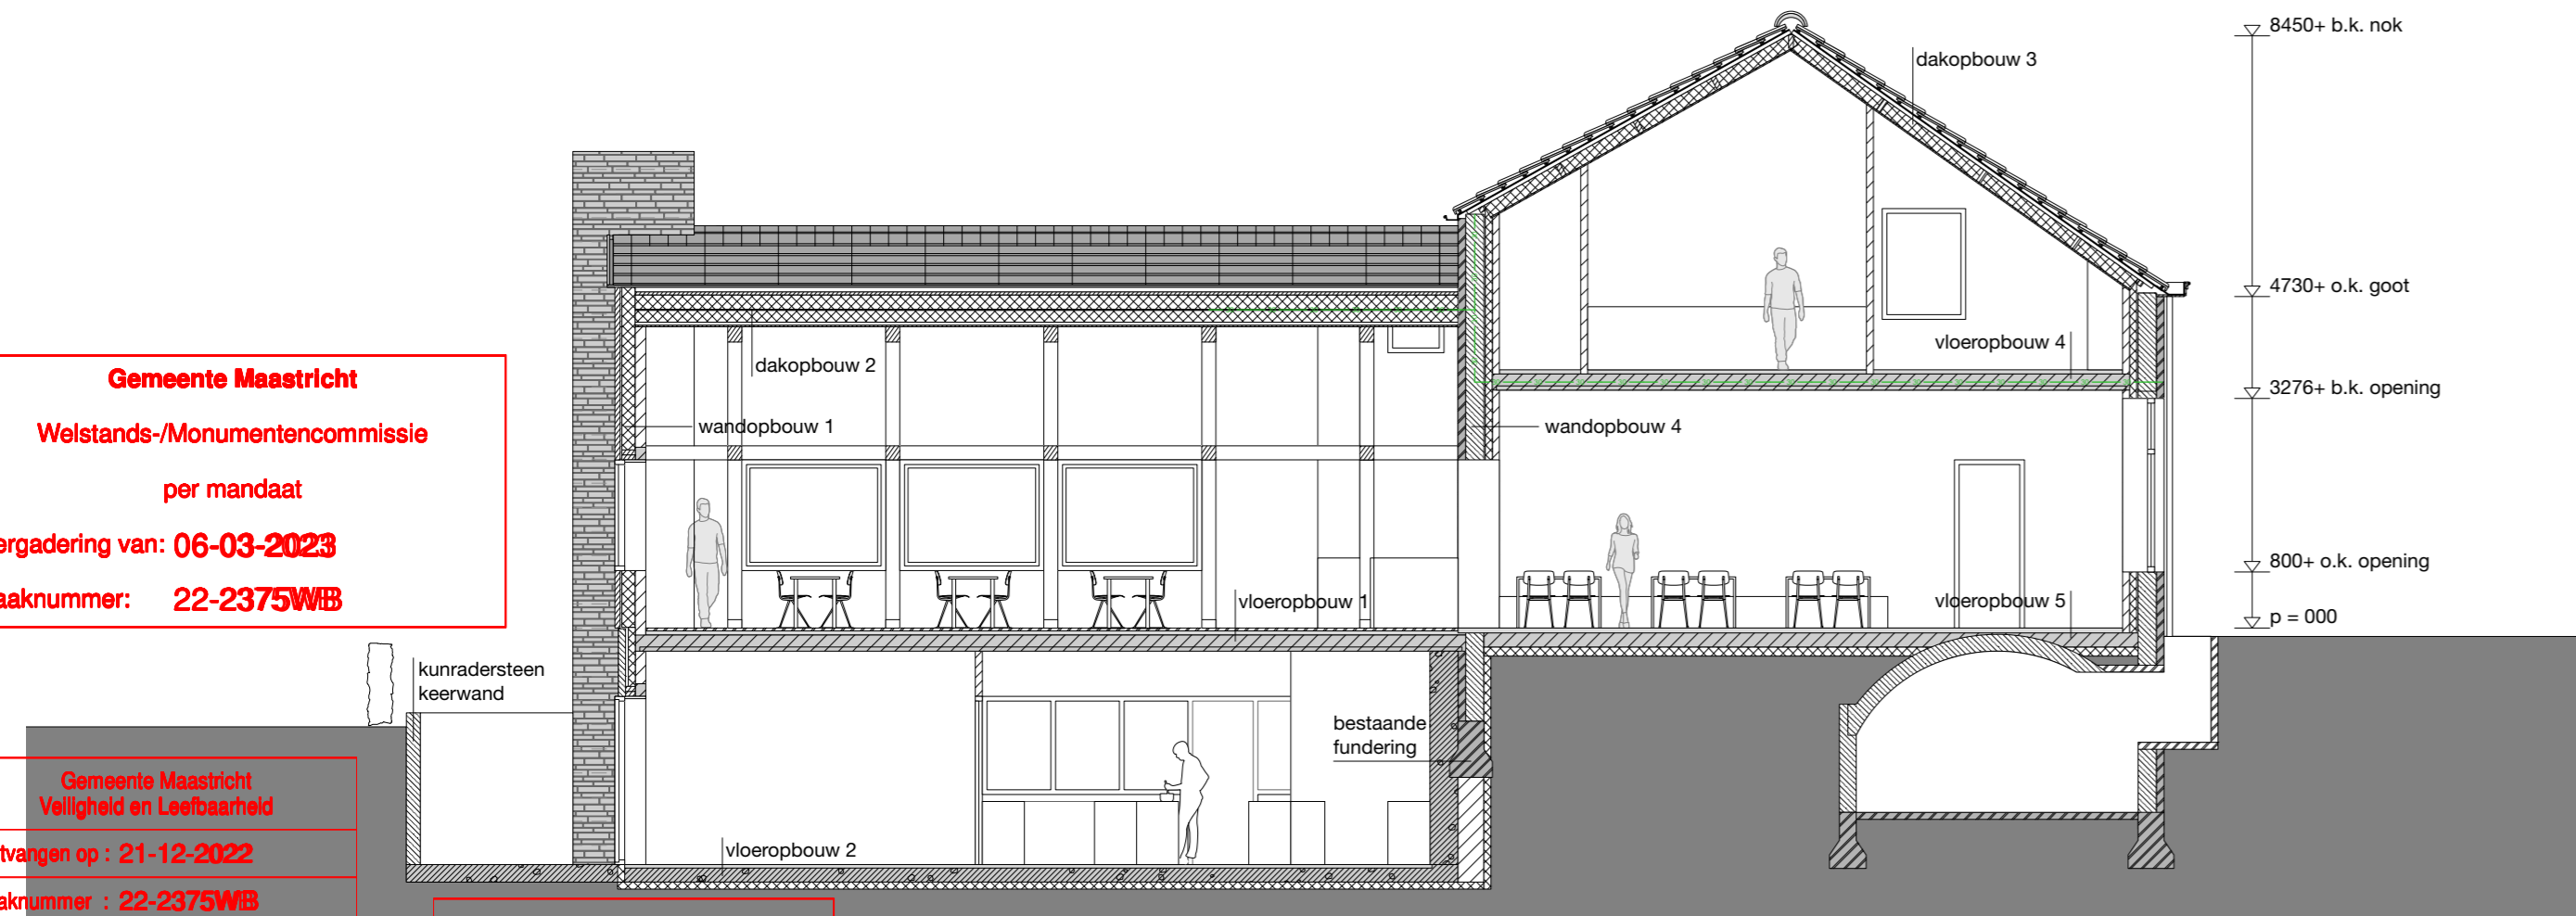 8450+ b.k. nok
dakopbouw 3
4730+ o.k. goot
vloeropbouw 4
dakopbouw 2
Gemeente Maastricht
Welstands-/Monumentencommissie
per mandaat
ergadering van: 06-03-2023
aaknummer: 22-2375WB
3276+ b.k. opening
wandopbouw 1
wandopbouw 4
800+ o.k. opening
vloeropbouw 1
vloeropbouw 5
p = 000
kunradersteen
keerwand
bestaande
fundering
Gemeente Maastricht
Veiligheid en Leefbaarheid
tvangen op : 21-12-2022
aknummer : 22-2375WB
vloeropbouw 2